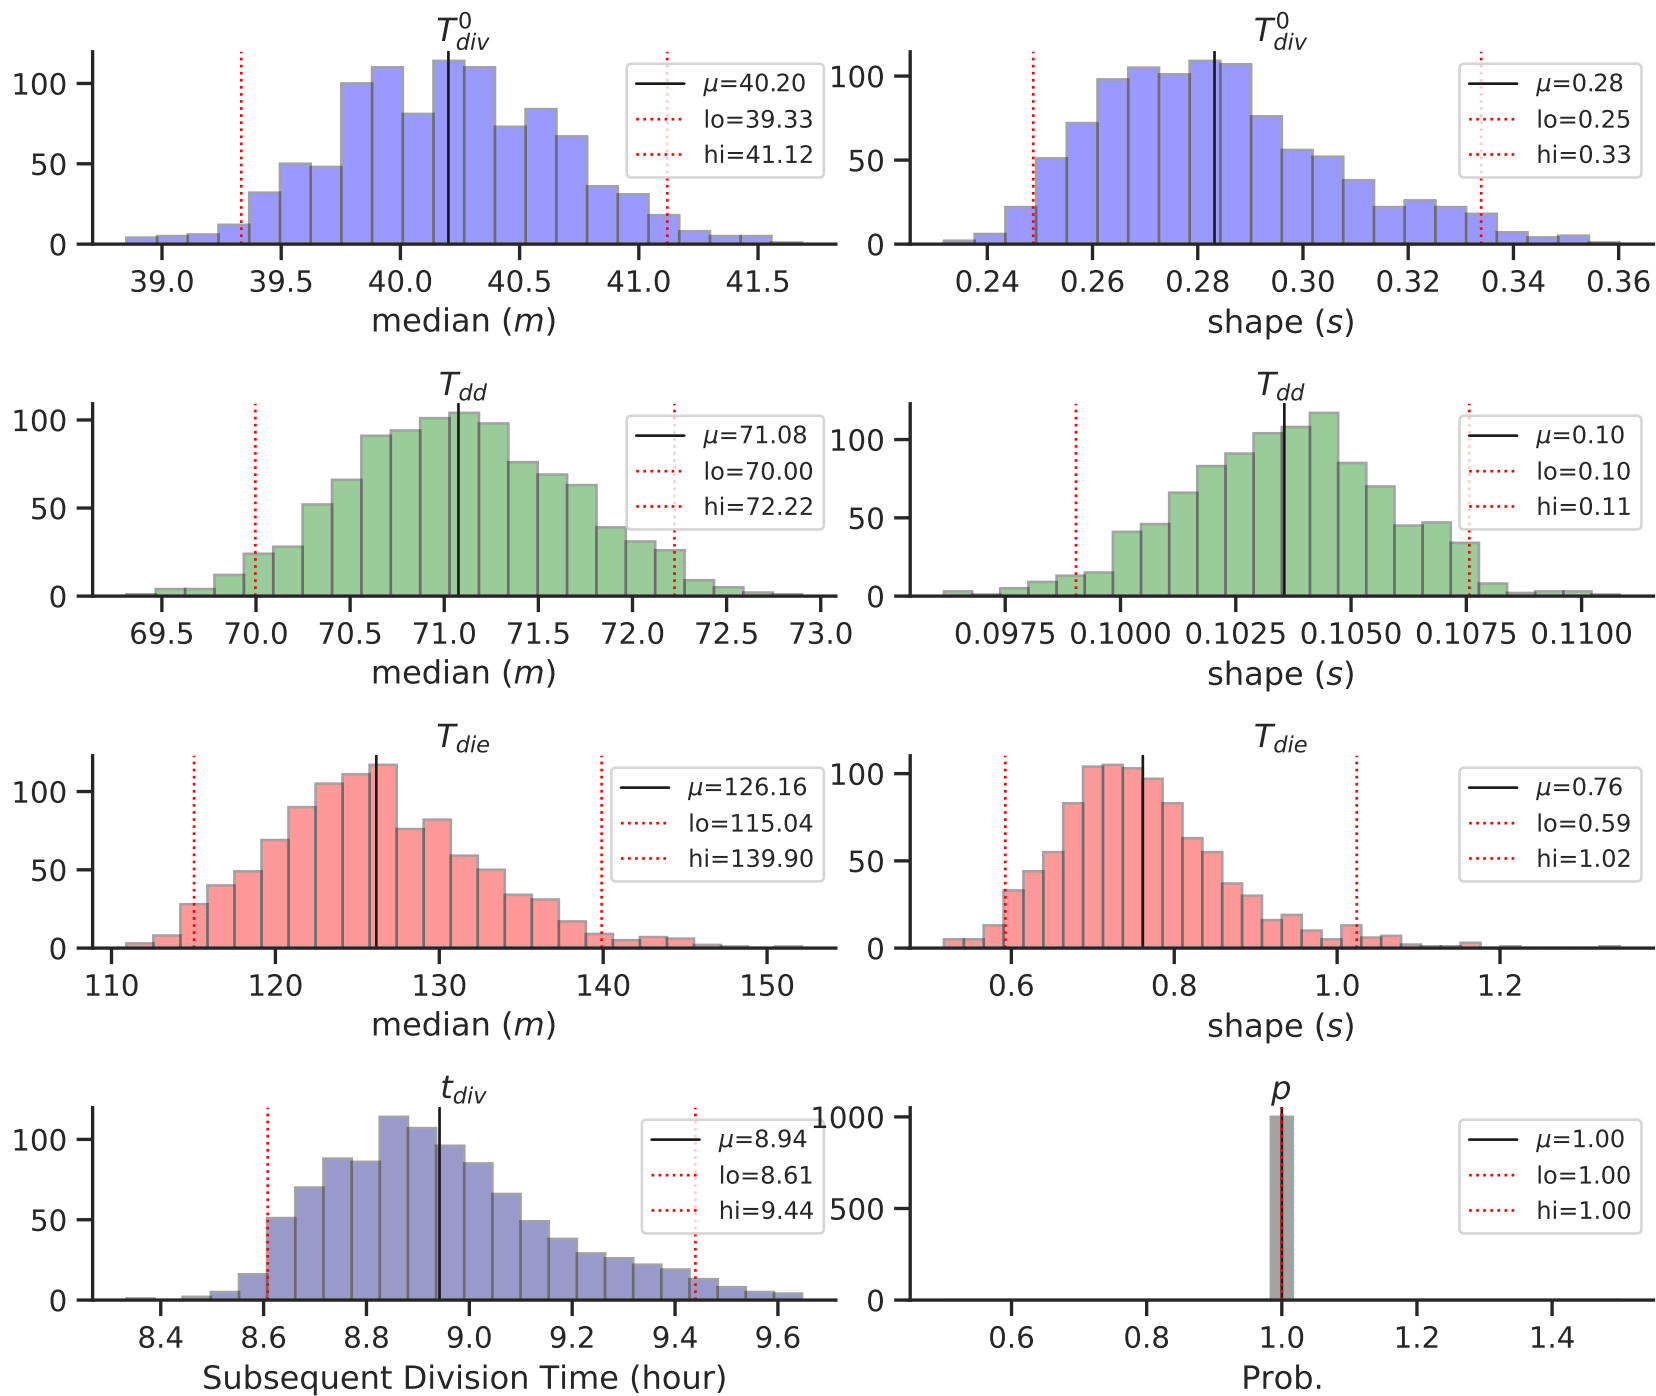 T⁰div
100
50
0
μ=40.20
lo=39.33
hi=41.12
39.0 39.5 40.0 40.5 41.0 41.5
median (m)
T⁰div
100
50
0
μ=0.28
lo=0.25
hi=0.33
0.24 0.26 0.28 0.30 0.32 0.34 0.36
shape (s)
Tdd
100
50
0
μ=71.08
lo=70.00
hi=72.22
69.5 70.0 70.5 71.0 71.5 72.0 72.5 73.0
median (m)
Tdd
100
50
0
μ=0.10
lo=0.10
hi=0.11
0.0975 0.1000 0.1025 0.1050 0.1075 0.1100
shape (s)
Tdie
100
50
0
μ=126.16
lo=115.04
hi=139.90
110 120 130 140 150
median (m)
Tdie
100
50
0
μ=0.76
lo=0.59
hi=1.02
0.6 0.8 1.0 1.2
shape (s)
tdiv
100
50
0
μ=8.94
lo=8.61
hi=9.44
8.4 8.6 8.8 9.0 9.2 9.4 9.6
Subsequent Division Time (hour)
p
1000
500
0
μ=1.00
lo=1.00
hi=1.00
0.6 0.8 1.0 1.2 1.4
Prob.